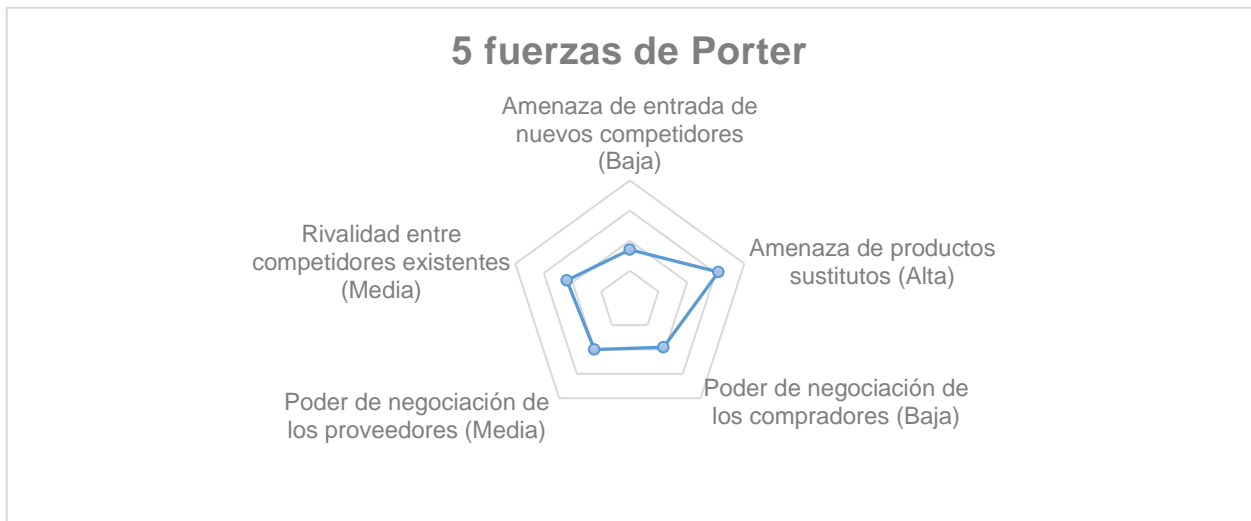 5 fuerzas de Porter
Amenaza de entrada de
nuevos competidores
(Baja)
Amenaza de productos
sustitutos (Alta)
Poder de negociación de
los compradores (Baja)
Poder de negociación de
los proveedores (Media)
Rivalidad entre
competidores existentes
(Media)